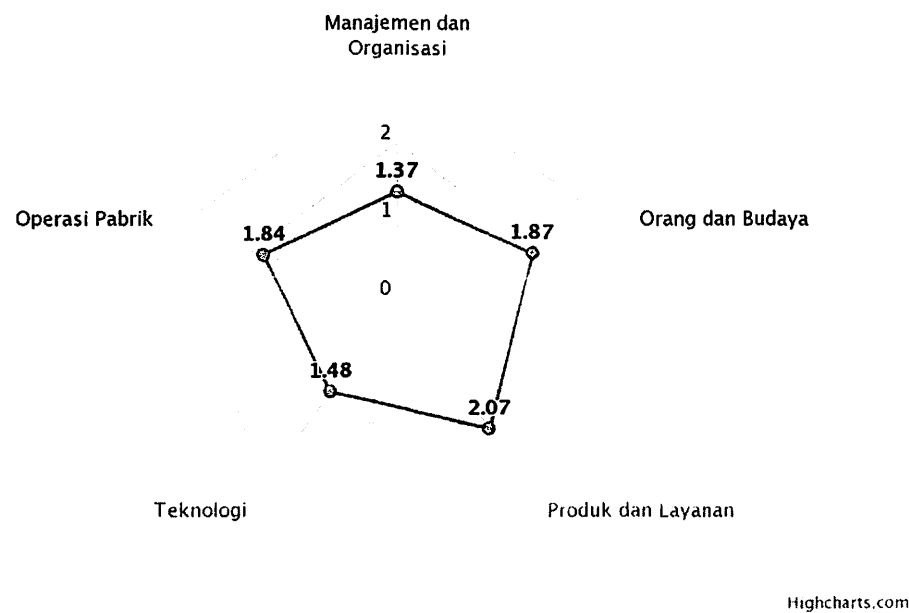 Manajemen dan
Organisasi
2
1.37
1
Operasi Pabrik
Orang dan Budaya
1.84
1.87
0
1.48
2.07
Teknologi
Produk dan Layanan
Highcharts.com